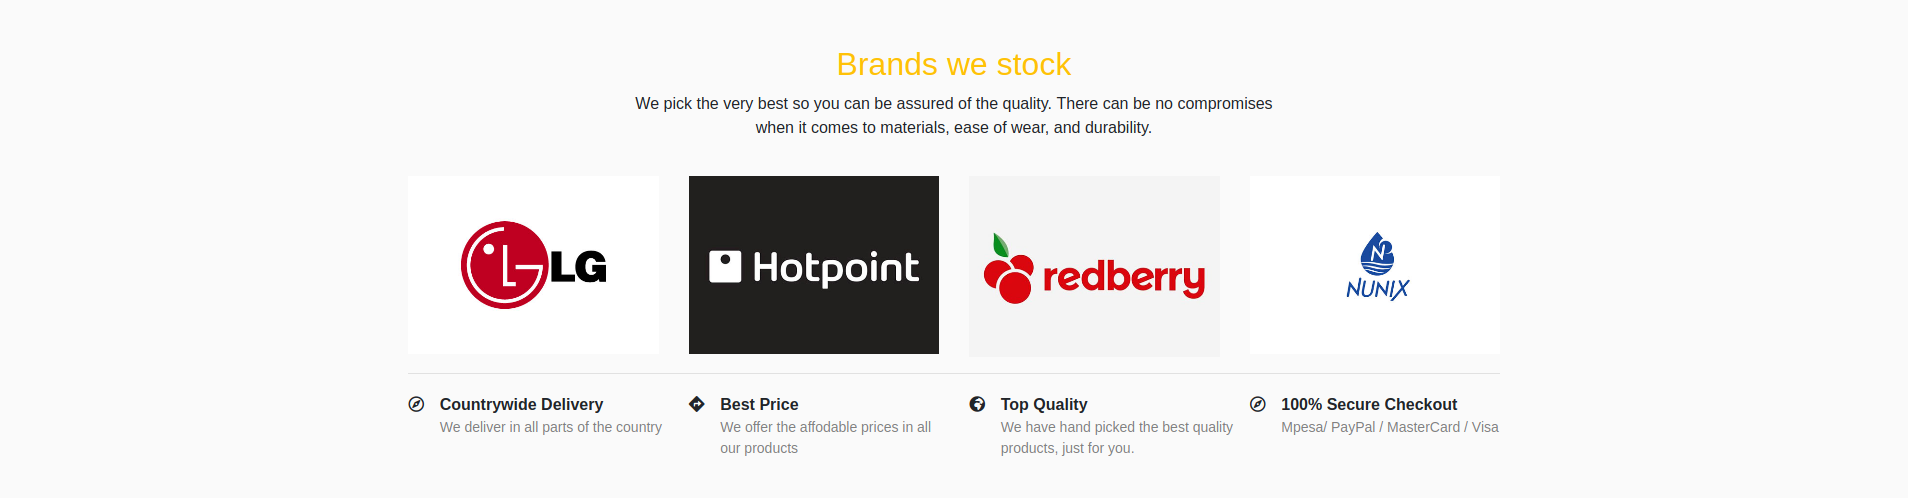 Brands we stock
We pick the very best so you can be assured of the quality. There can be no compromises
when it comes to materials, ease of wear, and durability.
LG
Hotpoint
redberry
N
NUNIX
Countrywide Delivery
We deliver in all parts of the country
Best Price
We offer the affodable prices in all
our products
Top Quality
We have hand picked the best quality
products, just for you.
100% Secure Checkout
Mpesa/ PayPal / MasterCard / Visa